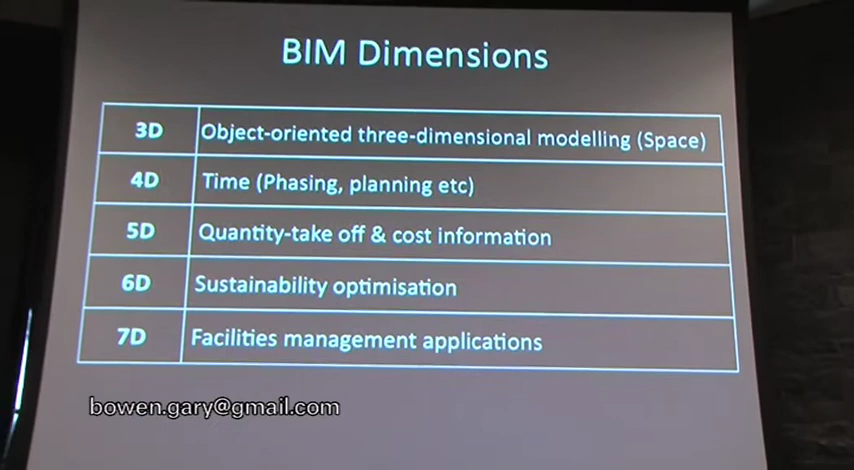 BIM Dimensions
3D Object-oriented three-dimensional modelling (Space)
4D Time (Phasing, planning etc)
5D Quantity-take off & cost information
6D Sustainability optimisation
7D Facilities management applications
bowen.gary@gmail.com